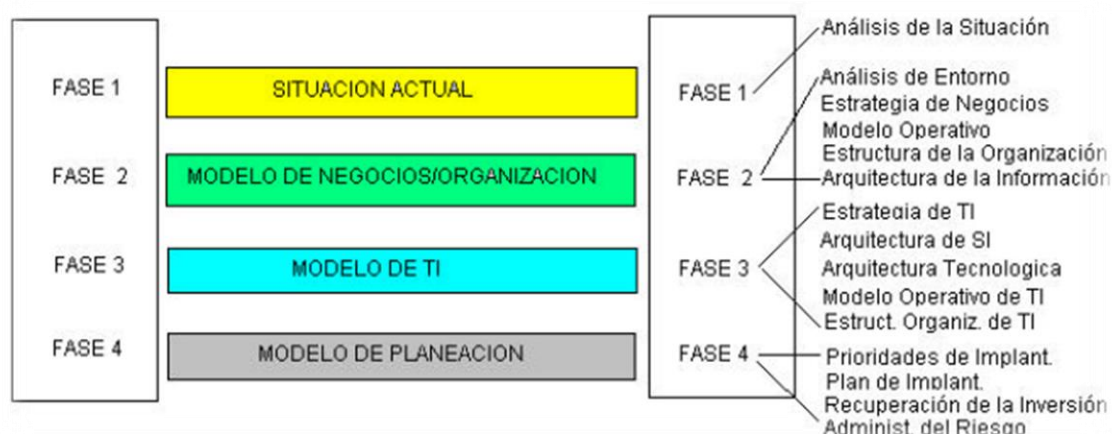 FASE 1
SITUACION ACTUAL
FASE 2
MODELO DE NEGOCIOS/ORGANIZACION
FASE 3
MODELO DE TI
FASE 4
MODELO DE PLANEACION
FASE 1
Análisis de la Situación
FASE 2
Análisis de Entorno
Estrategia de Negocios
Modelo Operativo
Estructura de la Organización
Arquitectura de la Información
FASE 3
Estrategia de TI
Arquitectura de SI
Arquitectura Tecnologica
Modelo Operativo de TI
Estruct. Organiz. de TI
FASE 4
Prioridades de Implant.
Plan de Implant.
Recuperación de la Inversión
Administ. del Riesgo